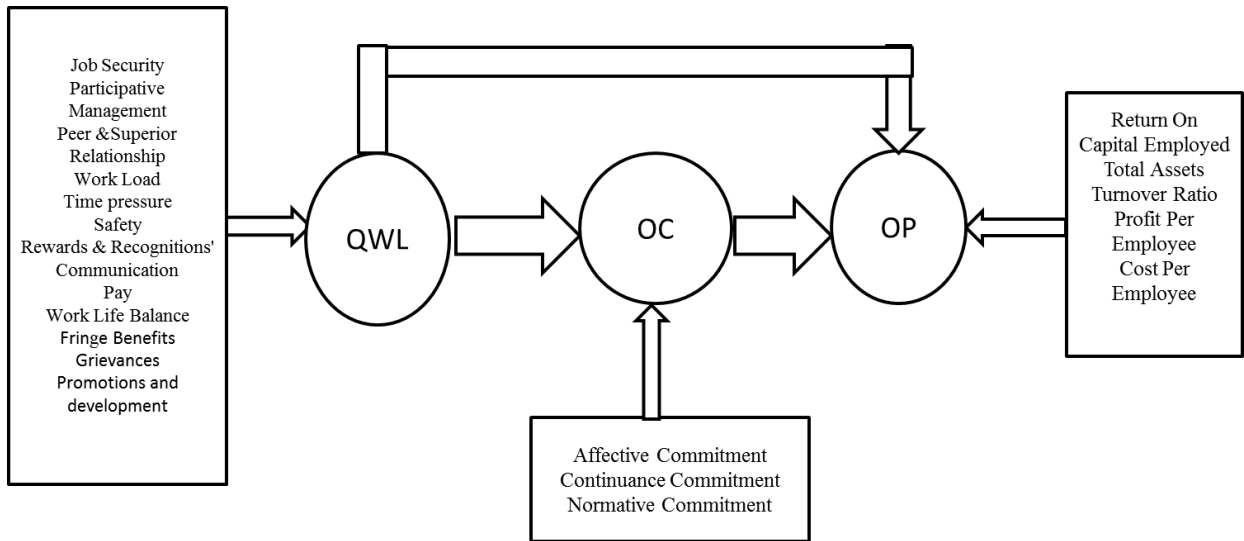 Job Security
Participative
Management
Peer &Superior
Relationship
Work Load
Time pressure
Safety
Rewards & Recognitions'
Communication
Pay
Work Life Balance
Fringe Benefits
Grievances
Promotions and
development
QWL
OC
OP
Return On
Capital Employed
Total Assets
Turnover Ratio
Profit Per
Employee
Cost Per
Employee
Affective Commitment
Continuance Commitment
Normative Commitment